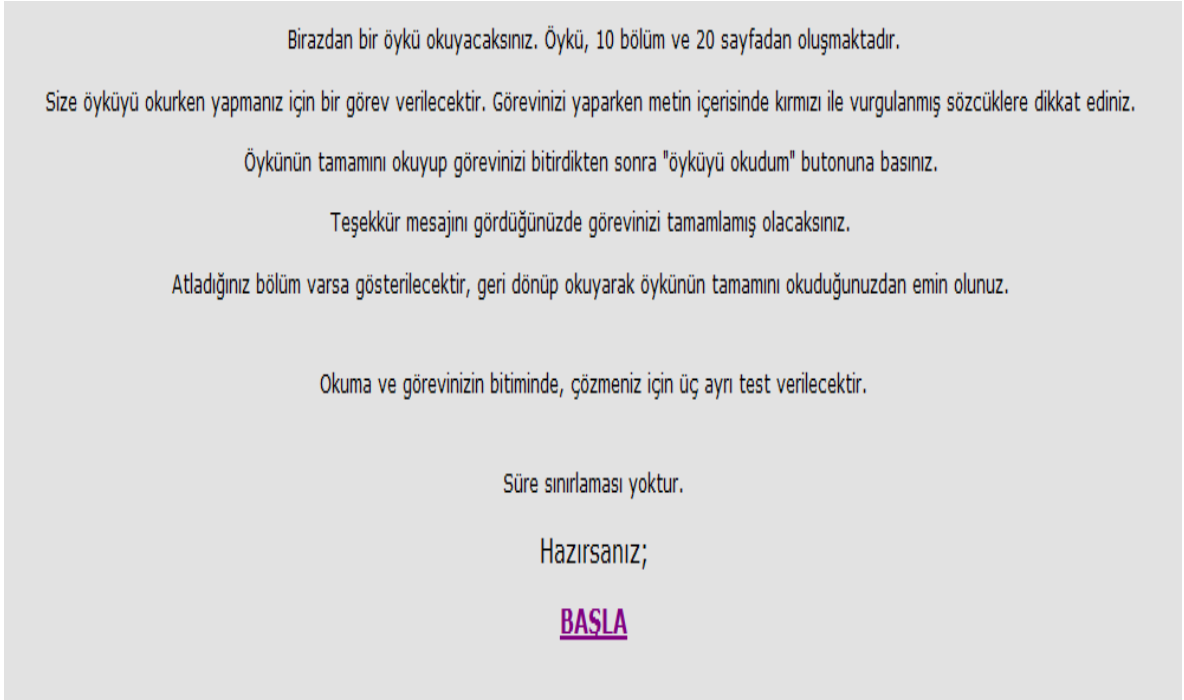 Birazdan bir öykü okuyacaksınız. Öykü, 10 bölüm ve 20 sayfadan oluşmaktadır.
Size öyküyü okurken yapmanız için bir görev verilecektir. Görevinizi yaparken metin içerisinde kırmızı ile vurgulanmış sözcüklere dikkat ediniz.
Öykünün tamamını okuyup görevinizi bitirdikten sonra "öyküyü okudum" butonuna basınız.
Teşekkür mesajını gördüğünüzde görevinizi tamamlamış olacaksınız.
Atladığınız bölüm varsa gösterilecektir, geri dönüp okuyarak öykünün tamamını okuduğunuzdan emin olunuz.
Okuma ve görevinizin bitiminde, çözmeniz için üç ayrı test verilecektir.
Süre sınırlaması yoktur.
Hazırsanız;
BAŞLA